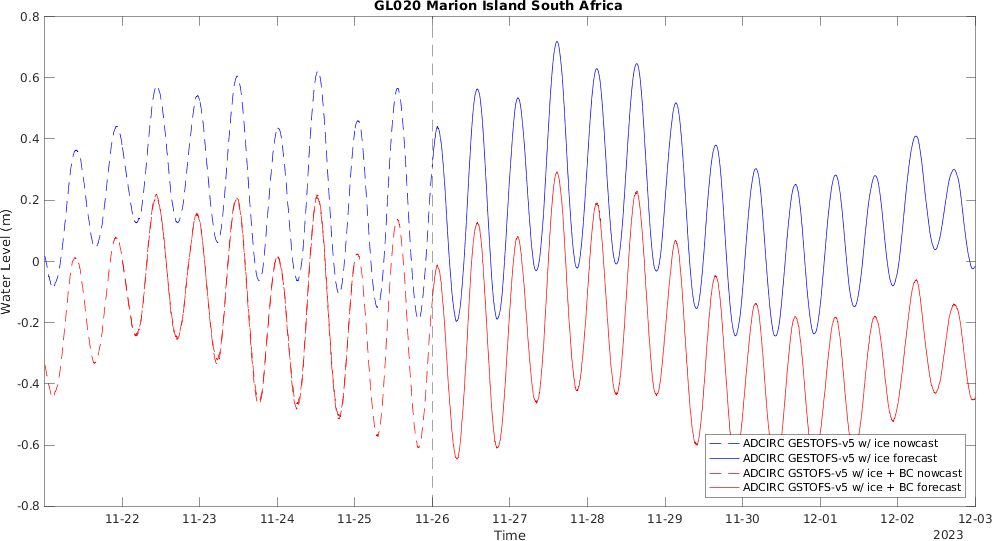 GL020 Marion Island South Africa
0.8
0.6
0.4
0.2
0
-0.2
-0.4
-0.6
-0.8
Water Level (m)
11-22 11-23 11-24 11-25 11-26 11-27 11-28 11-29 11-30 12-01 12-02 12-03
Time
2023
ADCIRC GESTOFS-v5 w/ ice nowcast
ADCIRC GESTOFS-v5 w/ ice forecast
ADCIRC GSTOFS-v5 w/ ice + BC nowcast
ADCIRC GSTOFS-v5 w/ ice + BC forecast